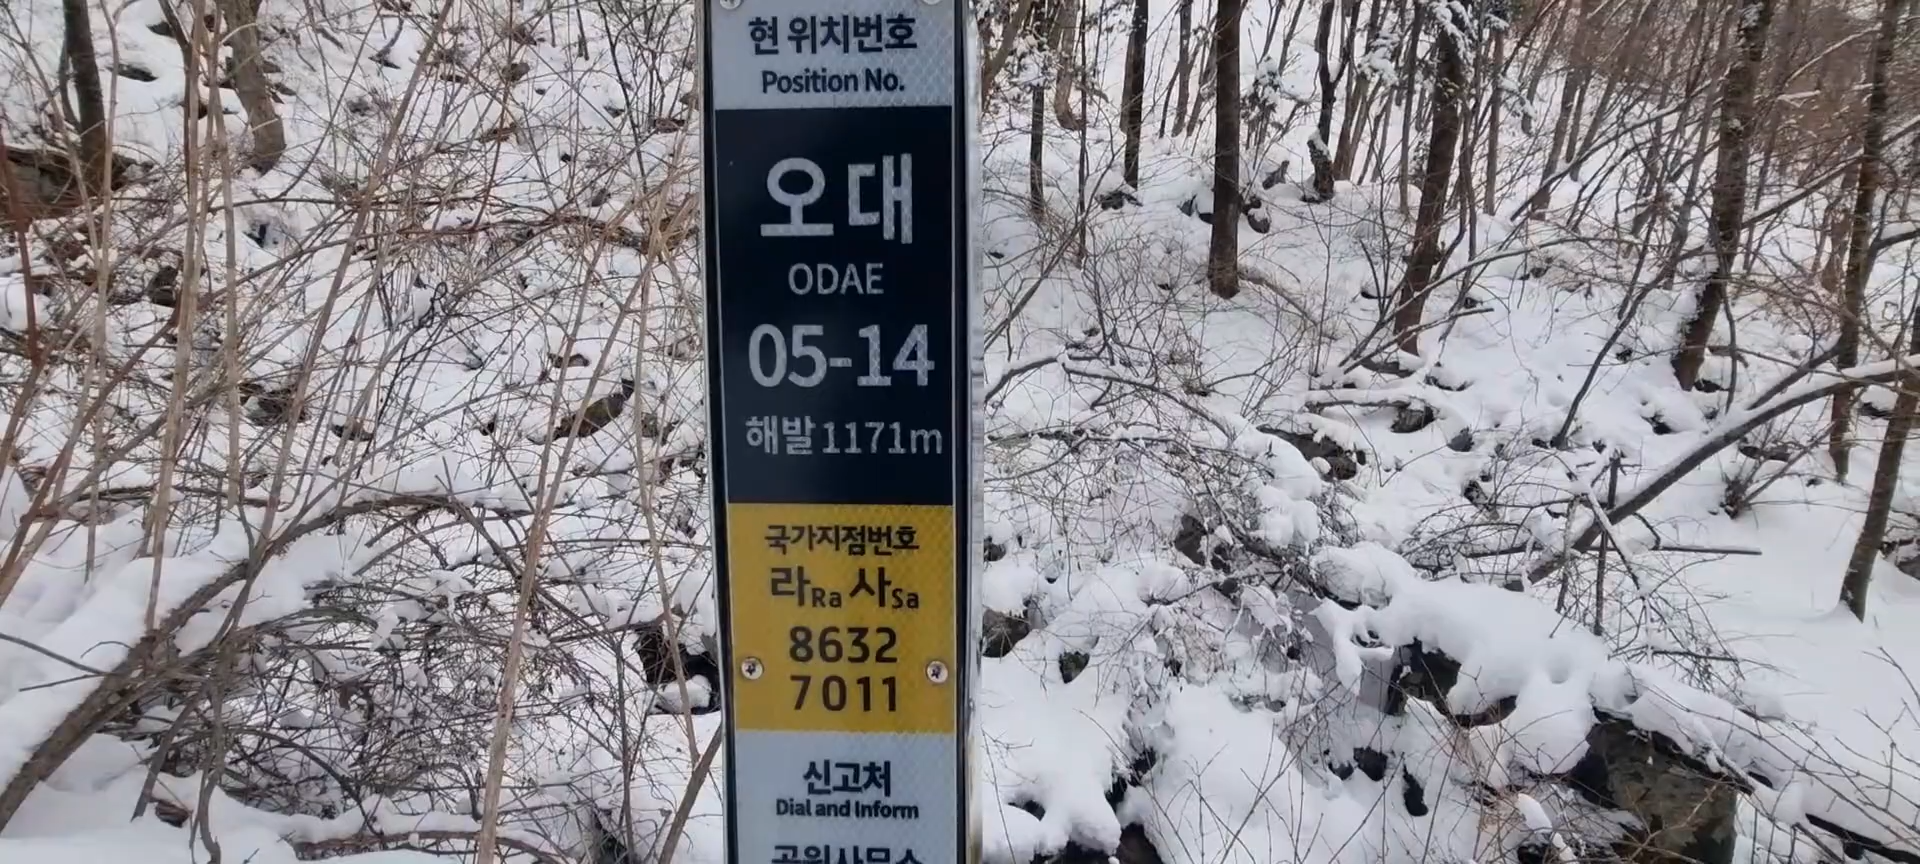 현 위치번호
Position No.
오대
ODAE
05-14
해발 1171m
국가지점번호
라Ra 사Sa
8632
7011
신고처
Dial and Inform